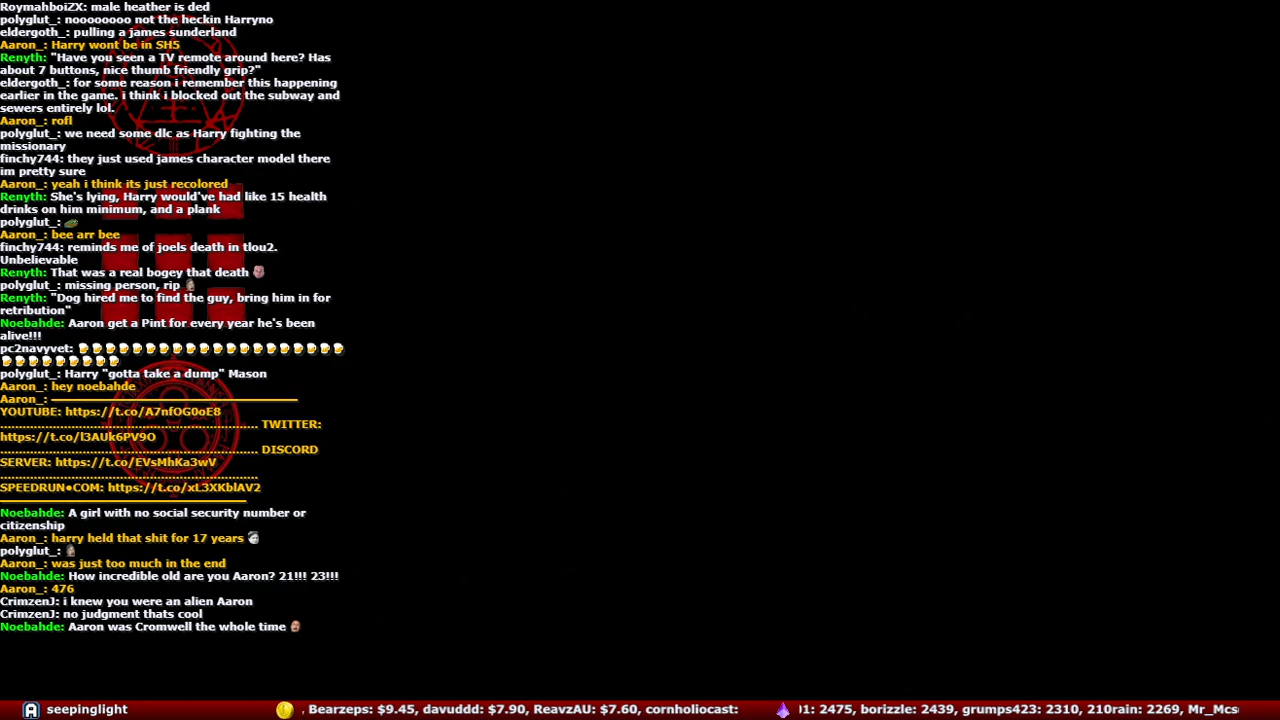 RoymahboiZX: male heather is ded
polyglut_: noooooooo not the heckin Harryno
eldergoth_: pulling a james sunderland
Aaron_: Harry wont be in SH5
Renyth: "Have you seen a TV remote around here? Has
about 7 buttons, nice thumb friendly grip?"
eldergoth_: for some reason i remember this happening
earlier in the game. i think i blocked out the subway and
sewers entirely lol.
Aaron_: rofl
polyglut_: we need some dlc as Harry fighting the
missionary
finchy744: they just used james character model there
im pretty sure
Aaron_: yeah i think its just recolored
Renyth: She's lying, Harry would've had like 15 health
drinks on him minimum, and a plank
polyglut_:
Aaron_: bee arr bee
finchy744: reminds me of joels death in tlou2.
Unbelievable
Renyth: That was a real bogey that death
polyglut_: missing person, rip
Renyth: "Dog hired me to find the guy, bring him in for
retribution"
Noebahde: Aaron get a Pint for every year he's been
alive!!!
pc2navyvet: 🍺🍺🍺🍺🍺🍺🍺🍺🍺🍺🍺🍺🍺🍺🍺🍺🍺🍺🍺🍺
🍺🍺🍺🍺🍺🍺🍺🍺🍺
polyglut_: Harry "gotta take a dump" Mason
Aaron_: hey noebahde
Aaron_: ─────────────────────────
YOUTUBE: https://t.co/A7nfOG0oE8
................................................................ TWITTER:
https://t.co/l3AUk6PV9O
................................................................ DISCORD
SERVER: https://t.co/EVsMhKa3wV
................................................................
SPEEDRUN●COM: https://t.co/xL3XKblAV2
─────────────────────────
Noebahde: A girl with no social security number or
citizenship
Aaron_: harry held that shit for 17 years
polyglut_:
Aaron_: was just too much in the end
Noebahde: How incredible old are you Aaron? 21!!! 23!!!
Aaron_: 476
CrimzenJ: i knew you were an alien Aaron
CrimzenJ: no judgment thats cool
Noebahde: Aaron was Cromwell the whole time
A seepinglight . Bearzeps: $9.45, davuddd: $7.90, ReavzAU: $7.60, cornholiocast: 91: 2475, borizzle: 2439, grumps423: 2310, 210rain: 2269, Mr_Mcs